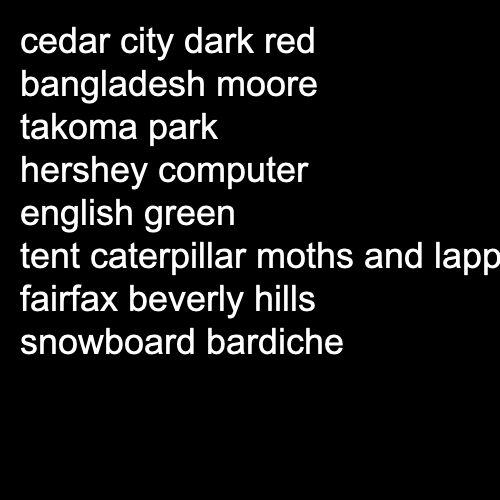 cedar city dark red
bangladesh moore
takoma park
hershey computer
english green
tent caterpillar moths and lapp
fairfax beverly hills
snowboard bardiche